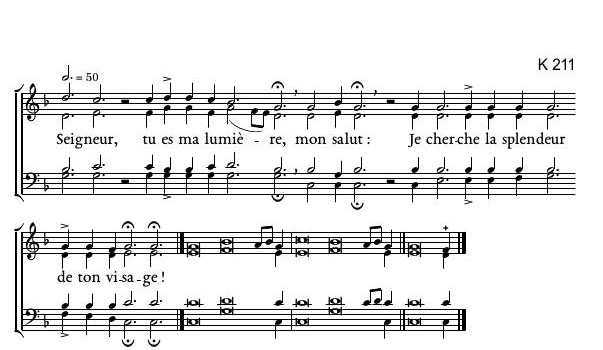 K 211
= 50
Seigneur, tu es ma lumiè - re, mon salut : Je cher-che la splendeur
de ton vi-sa-ge !